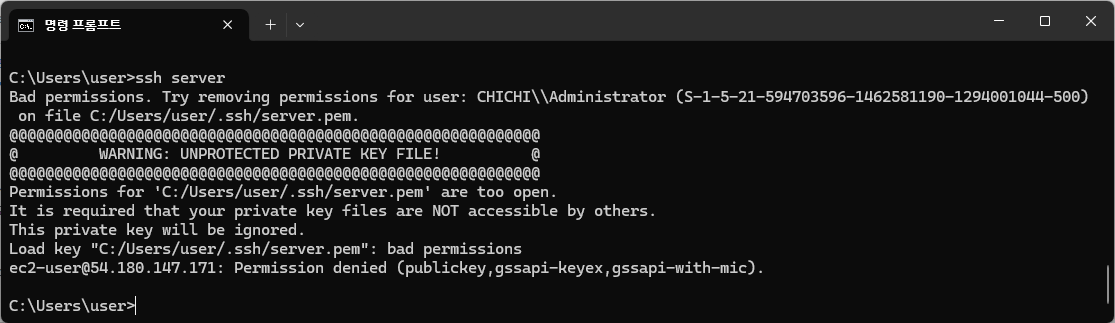 명령 프롬프트
C:\Users\user>ssh server
Bad permissions. Try removing permissions for user: CHICHI\\Administrator (S-1-5-21-594703596-1462581190-1294001044-500)
 on file C:/Users/user/.ssh/server.pem.
@@@@@@@@@@@@@@@@@@@@@@@@@@@@@@@@@@@@@@@@@@@@@@@@@@@@@@@@@@@
@         WARNING: UNPROTECTED PRIVATE KEY FILE!          @
@@@@@@@@@@@@@@@@@@@@@@@@@@@@@@@@@@@@@@@@@@@@@@@@@@@@@@@@@@@
Permissions for 'C:/Users/user/.ssh/server.pem' are too open.
It is required that your private key files are NOT accessible by others.
This private key will be ignored.
Load key "C:/Users/user/.ssh/server.pem": bad permissions
ec2-user@54.180.147.171: Permission denied (publickey,gssapi-keyex,gssapi-with-mic).
C:\Users\user>